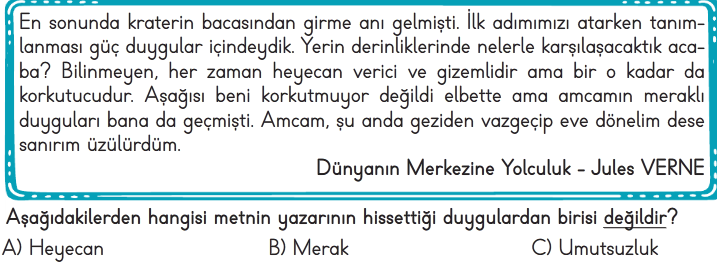 En sonunda kraterin bacasından girme anı gelmişti. İlk adımımızı atarken tanım-
lanması güç duygular içindeydik. Yerin derinliklerinde nelerle karşılaşacaktık aca-
ba? Bilinmeyen, her zaman heyecan verici ve gizemlidir ama bir o kadar da
korkutucudur. Aşağısı beni korkutmuyor değildi elbette ama amcamın meraklı
duyguları bana da geçmişti. Amcam, şu anda geziden vazgeçip eve dönelim dese
sanırım üzülürdüm.
Dünyanın Merkezine Yolculuk - Jules VERNE
Aşağıdakilerden hangisi metnin yazarının hissettiği duygulardan birisi değildir?
A) Heyecan B) Merak C) Umutsuzluk